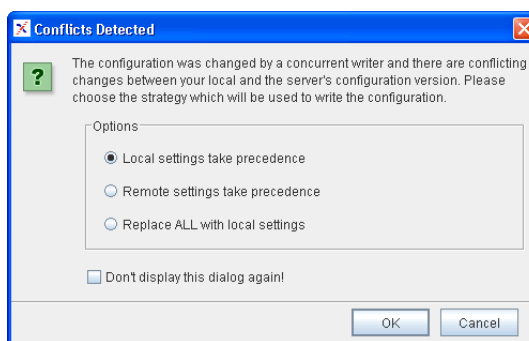 Conflicts Detected
The configuration was changed by a concurrent writer and there are conflicting
changes between your local and the server's configuration version. Please
choose the strategy which will be used to write the configuration.
Options
Local settings take precedence
Remote settings take precedence
Replace ALL with local settings
Don't display this dialog again!
OK
Cancel